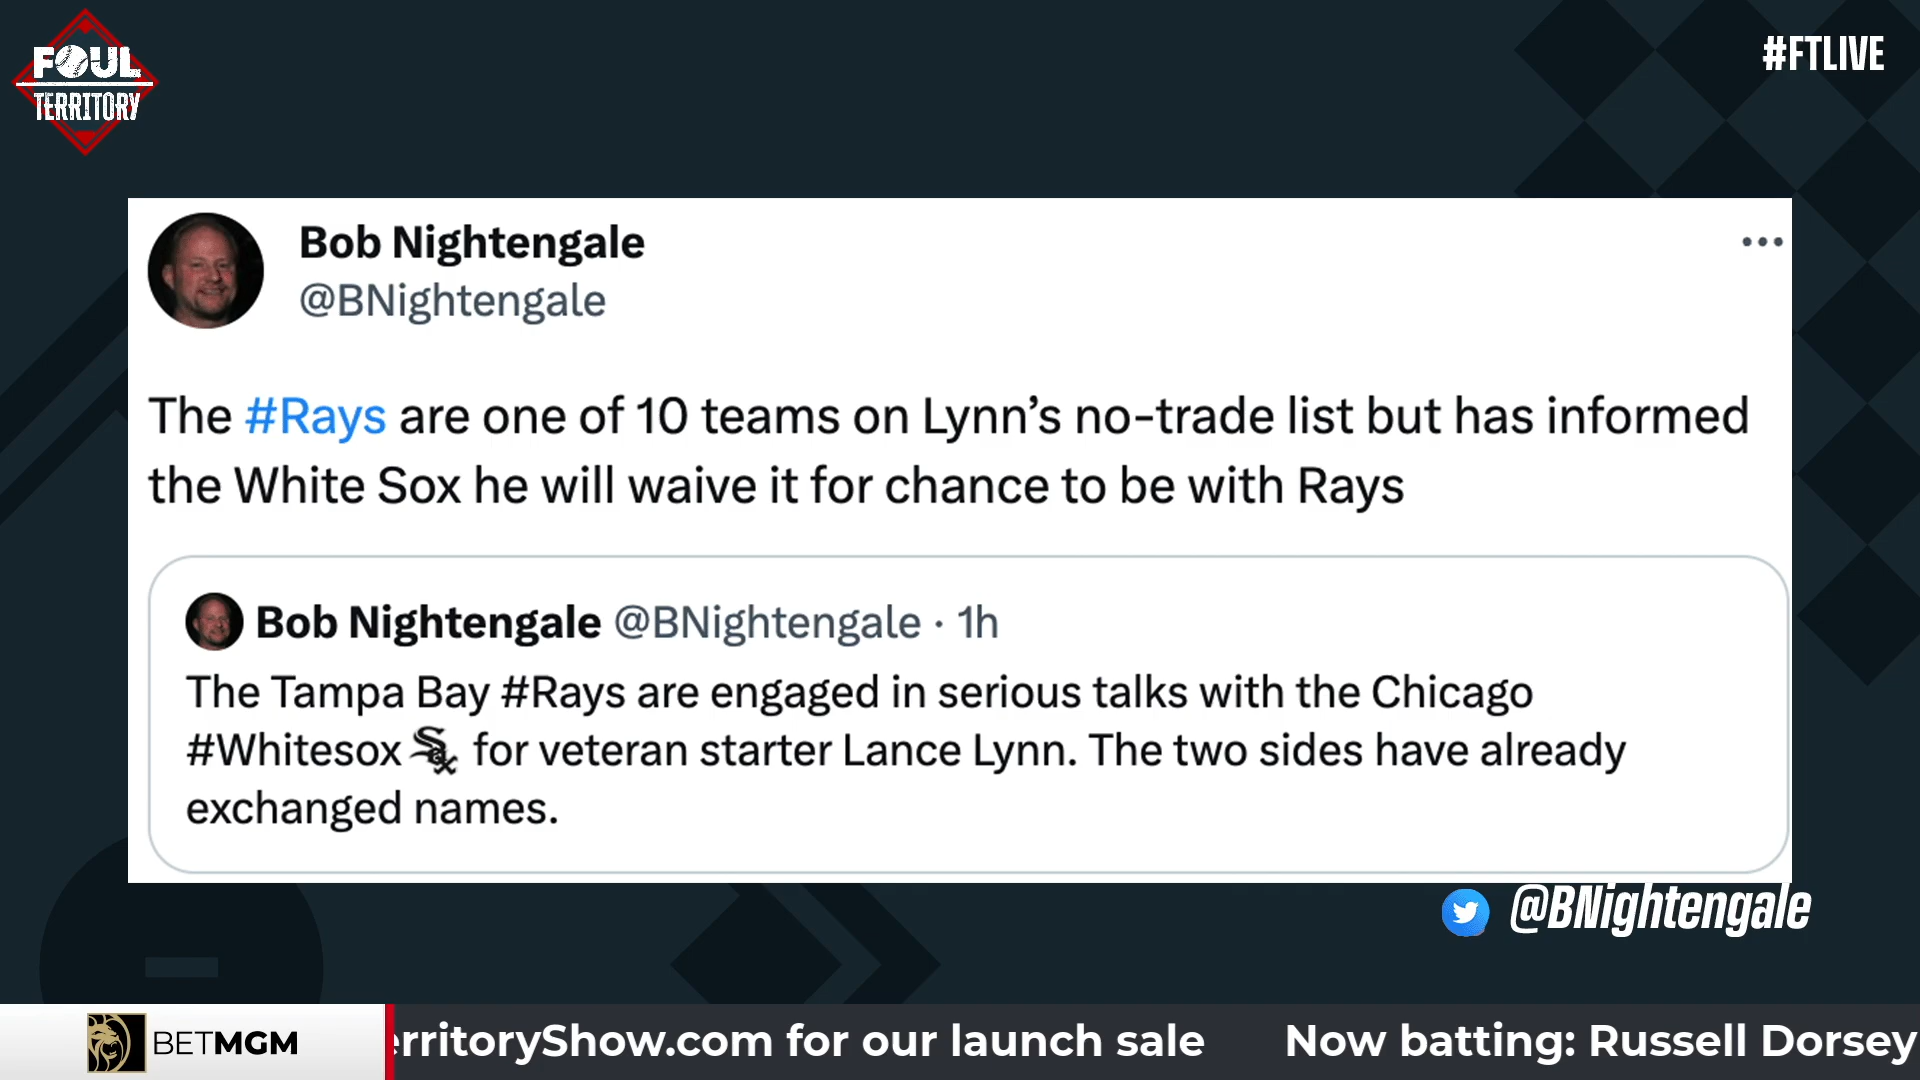 FOUL
TERRITORY
#FTLIVE
Bob Nightengale
@BNightengale
The #Rays are one of 10 teams on Lynn’s no-trade list but has informed
the White Sox he will waive it for chance to be with Rays
Bob Nightengale @BNightengale · 1h
The Tampa Bay #Rays are engaged in serious talks with the Chicago
#Whitesox for veteran starter Lance Lynn. The two sides have already
exchanged names.
@BNightengale
BETMGM
erritoryShow.com for our launch sale Now batting: Russell Dorsey